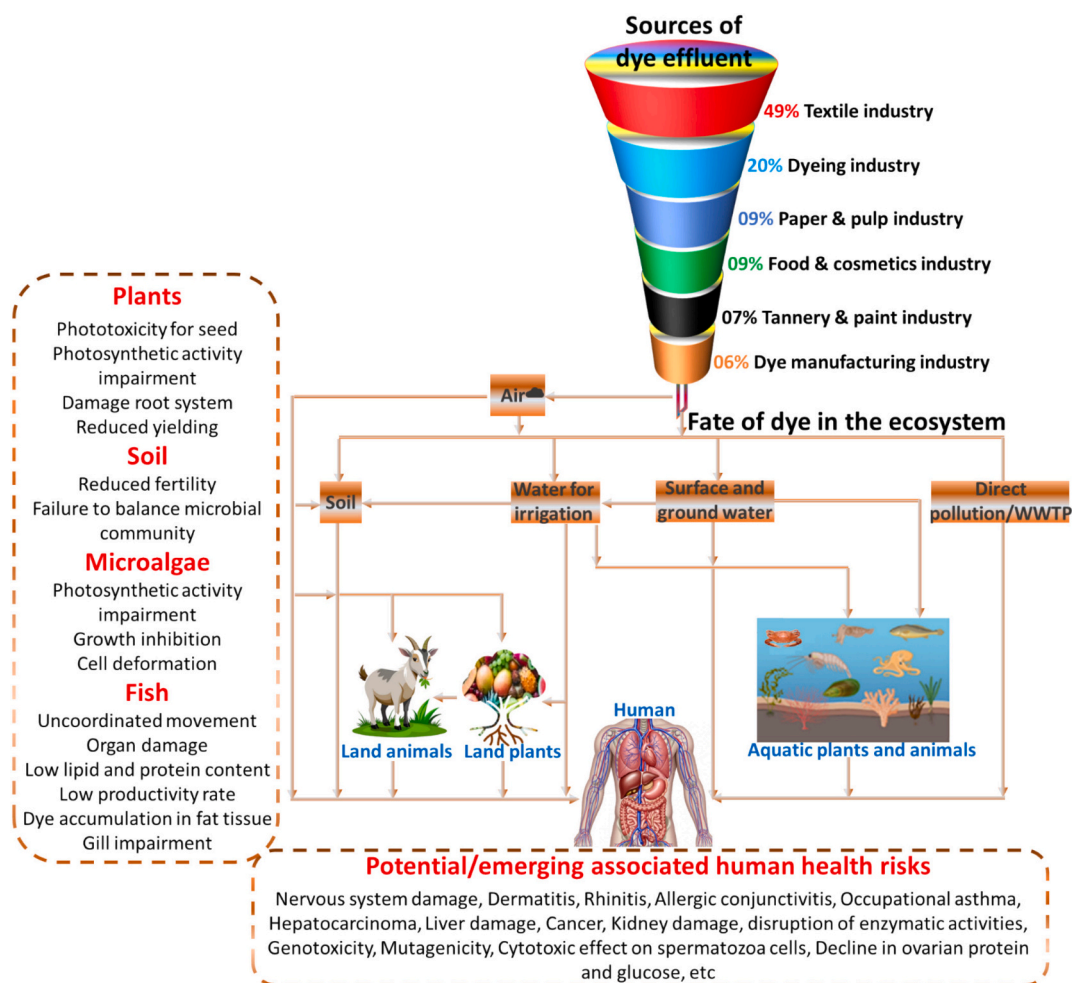 Sources of
dye effluent
49% Textile industry
20% Dyeing industry
09% Paper & pulp industry
09% Food & cosmetics industry
07% Tannery & paint industry
06% Dye manufacturing industry
Air
Fate of dye in the ecosystem
Soil
Water for
irrigation
Surface and
ground water
Direct
pollution/WWTP
Plants
Phototoxicity for seed
Photosynthetic activity
impairment
Damage root system
Reduced yielding
Soil
Reduced fertility
Failure to balance microbial
community
Microalgae
Photosynthetic activity
impairment
Growth inhibition
Cell deformation
Fish
Uncoordinated movement
Organ damage
Low lipid and protein content
Low productivity rate
Dye accumulation in fat tissue
Gill impairment
Land animals
Land plants
Human
Aquatic plants and animals
Potential/emerging associated human health risks
Nervous system damage, Dermatitis, Rhinitis, Allergic conjunctivitis, Occupational asthma,
Hepatocarcinoma, Liver damage, Cancer, Kidney damage, disruption of enzymatic activities,
Genotoxicity, Mutagenicity, Cytotoxic effect on spermatozoa cells, Decline in ovarian protein
and glucose, etc